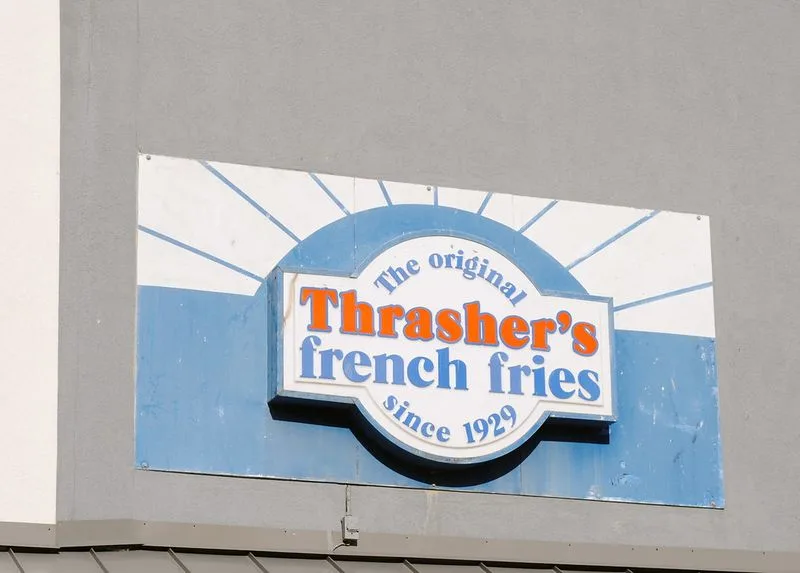 The original
Thrasher's
french fries
since 1929